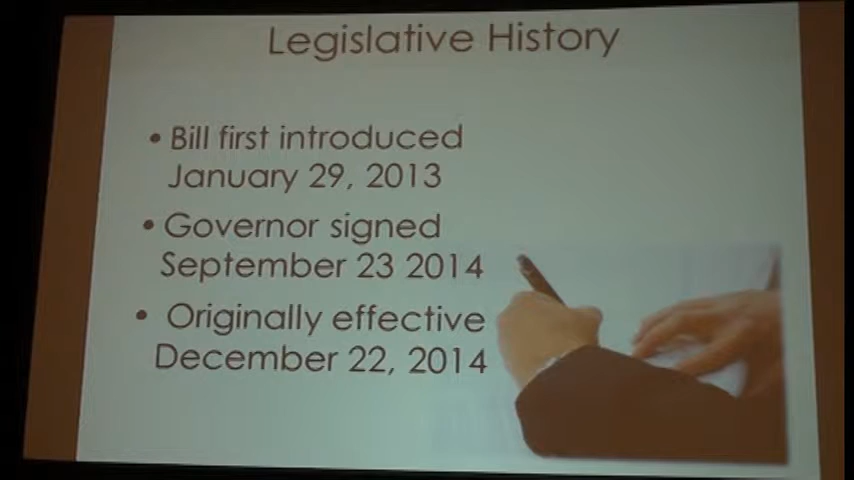 Legislative History
• Bill first introduced
January 29, 2013
• Governor signed
September 23 2014
• Originally effective
December 22, 2014